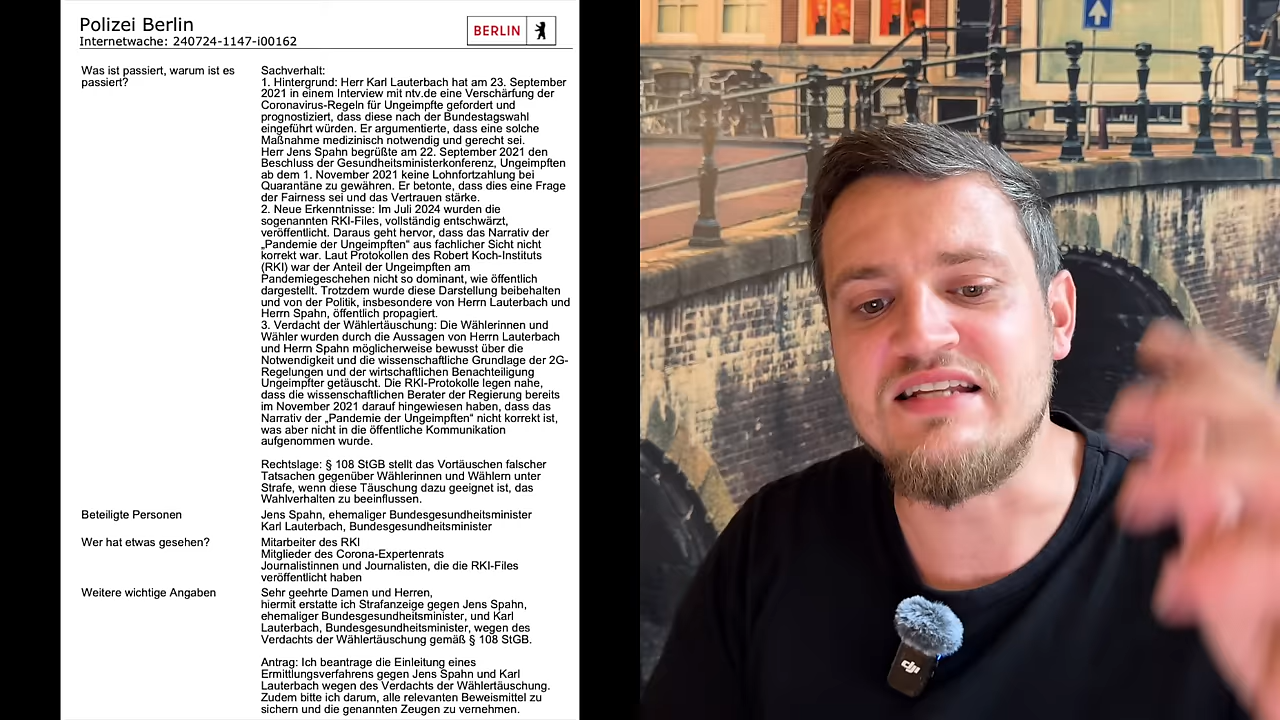 Polizei Berlin
Internetwache: 240724-1147-i00162
BERLIN
Was ist passiert, warum ist es
passiert?
Sachverhalt:
1. Hintergrund: Herr Karl Lauterbach hat am 23. September
2021 in einem Interview mit ntv.de eine Verschärfung der
Coronavirus-Regeln für Ungeimpfte gefordert und
prognostiziert, dass diese nach der Bundestagswahl
eingeführt würden. Er argumentierte, dass eine solche
Maßnahme medizinisch notwendig und gerecht sei.
Herr Jens Spahn begrüßte am 22. September 2021 den
Beschluss der Gesundheitsministerkonferenz, Ungeimpften
ab dem 1. November 2021 keine Lohnfortzahlung bei
Quarantäne zu gewähren. Er betonte, dass dies eine Frage
der Fairness sei und das Vertrauen stärke.
2. Neue Erkenntnisse: Im Juli 2024 wurden die
sogenannten RKI-Files, vollständig entschwärzt,
veröffentlicht. Daraus geht hervor, dass das Narrativ der
„Pandemie der Ungeimpften“ aus fachlicher Sicht nicht
korrekt war. Laut Protokollen des Robert Koch-Instituts
(RKI) war der Anteil der Ungeimpften am
Pandemiegeschehen nicht so dominant, wie öffentlich
dargestellt. Trotzdem wurde diese Darstellung beibehalten
und von der Politik, insbesondere von Herrn Lauterbach und
Herrn Spahn, öffentlich propagiert.
3. Verdacht der Wählertäuschung: Die Wählerinnen und
Wähler wurden durch die Aussagen von Herrn Lauterbach
und Herrn Spahn möglicherweise bewusst über die
Notwendigkeit und die wissenschaftliche Grundlage der 2G-
Regelungen und der wirtschaftlichen Benachteiligung
Ungeimpfter getäuscht. Die RKI-Protokolle legen nahe,
dass die wissenschaftlichen Berater der Regierung bereits
im November 2021 darauf hingewiesen haben, dass das
Narrativ der „Pandemie der Ungeimpften“ nicht korrekt ist,
was aber nicht in die öffentliche Kommunikation
aufgenommen wurde.
Rechtslage: § 108 StGB stellt das Vortäuschen falscher
Tatsachen gegenüber Wählerinnen und Wählern unter
Strafe, wenn diese Täuschung dazu geeignet ist, das
Wahlverhalten zu beeinflussen.
Beteiligte Personen
Jens Spahn, ehemaliger Bundesgesundheitsminister
Karl Lauterbach, Bundesgesundheitsminister
Wer hat etwas gesehen?
Mitarbeiter des RKI
Mitglieder des Corona-Expertenrats
Journalistinnen und Journalisten, die die RKI-Files
veröffentlicht haben
Weitere wichtige Angaben
Sehr geehrte Damen und Herren,
hiermit erstatte ich Strafanzeige gegen Jens Spahn,
ehemaliger Bundesgesundheitsminister, und Karl
Lauterbach, Bundesgesundheitsminister, wegen des
Verdachts der Wählertäuschung gemäß § 108 StGB.
Antrag: Ich beantrage die Einleitung eines
Ermittlungsverfahrens gegen Jens Spahn und Karl
Lauterbach wegen des Verdachts der Wählertäuschung.
Zudem bitte ich darum, alle relevanten Beweismittel zu
sichern und die genannten Zeugen zu vernehmen.
dji